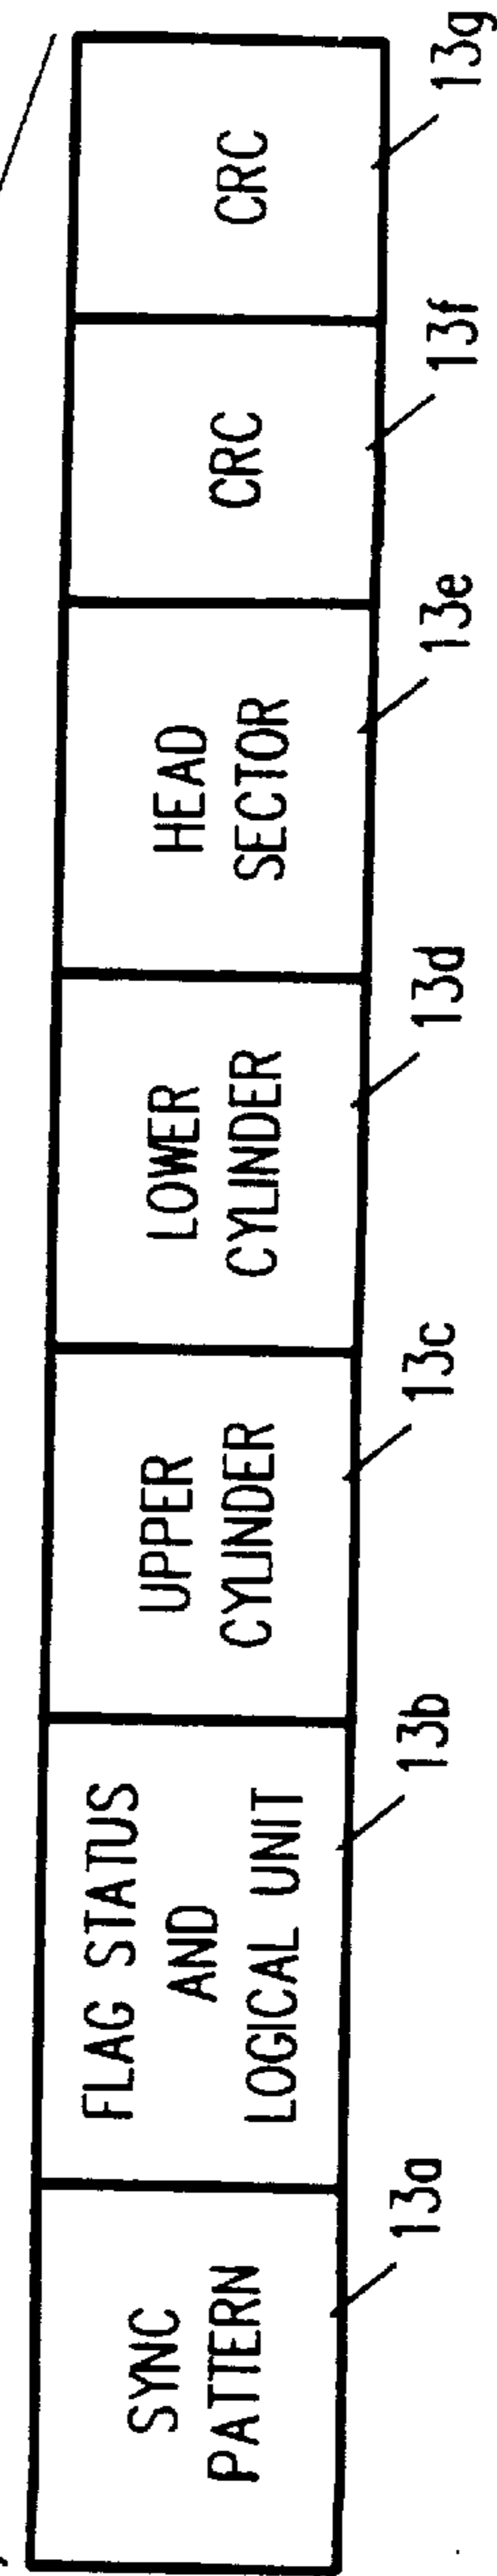 SYNC
PATTERN
FLAG STATUS
AND
LOGICAL UNIT
UPPER
CYLINDER
LOWER
CYLINDER
HEAD
SECTOR
CRC
CRC
13a
13b
13c
13d
13e
13f
13g